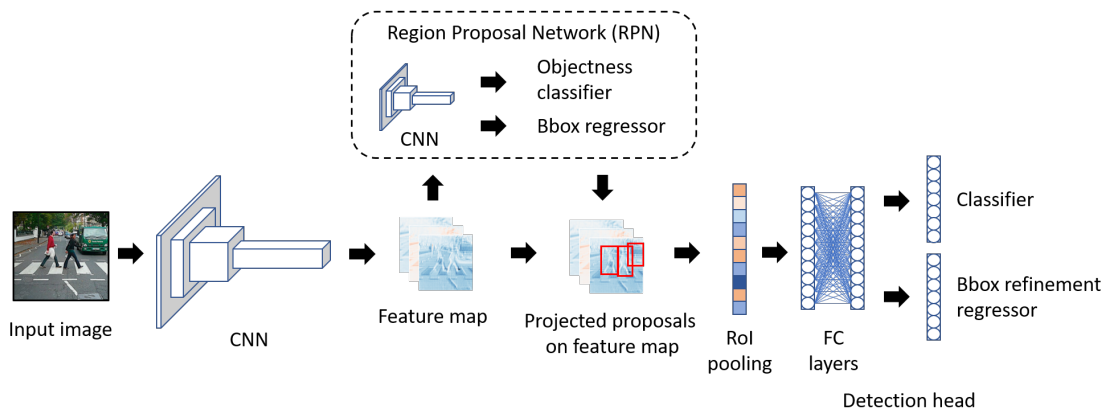 Region Proposal Network (RPN)
Objectness
classifier
Bbox regressor
CNN
Input image
CNN
Feature map
Projected proposals
on feature map
RoI
pooling
FC
layers
Classifier
Bbox refinement
regressor
Detection head